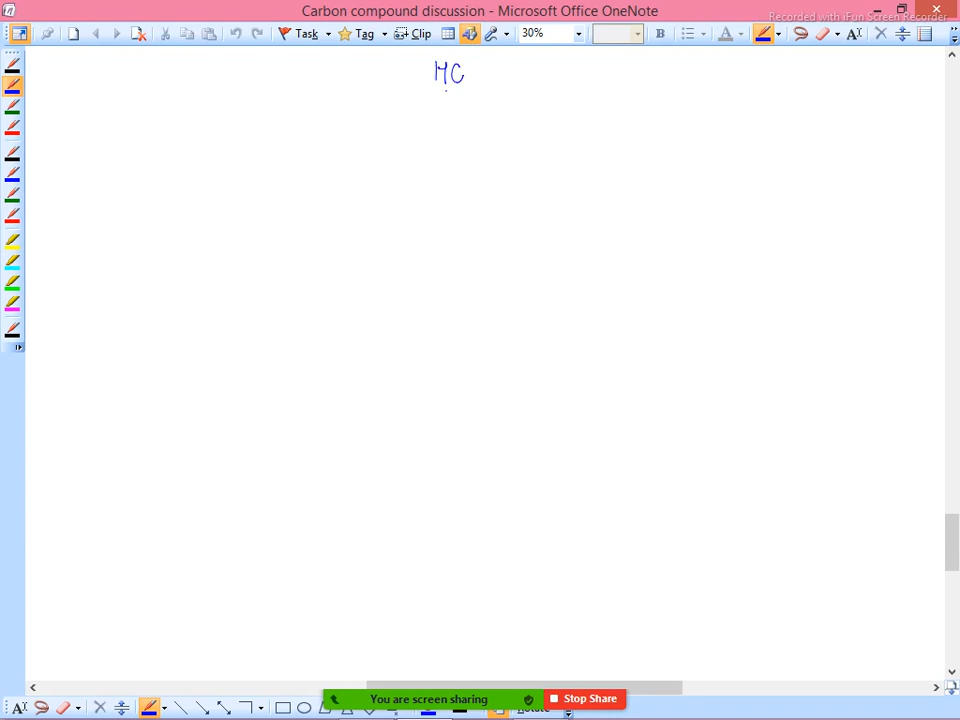 Carbon compound discussion - Microsoft Office OneNote
Recorded with iFun Screen Recorder
Task Tag Clip 30% B A A
HC
You are screen sharing Stop Share